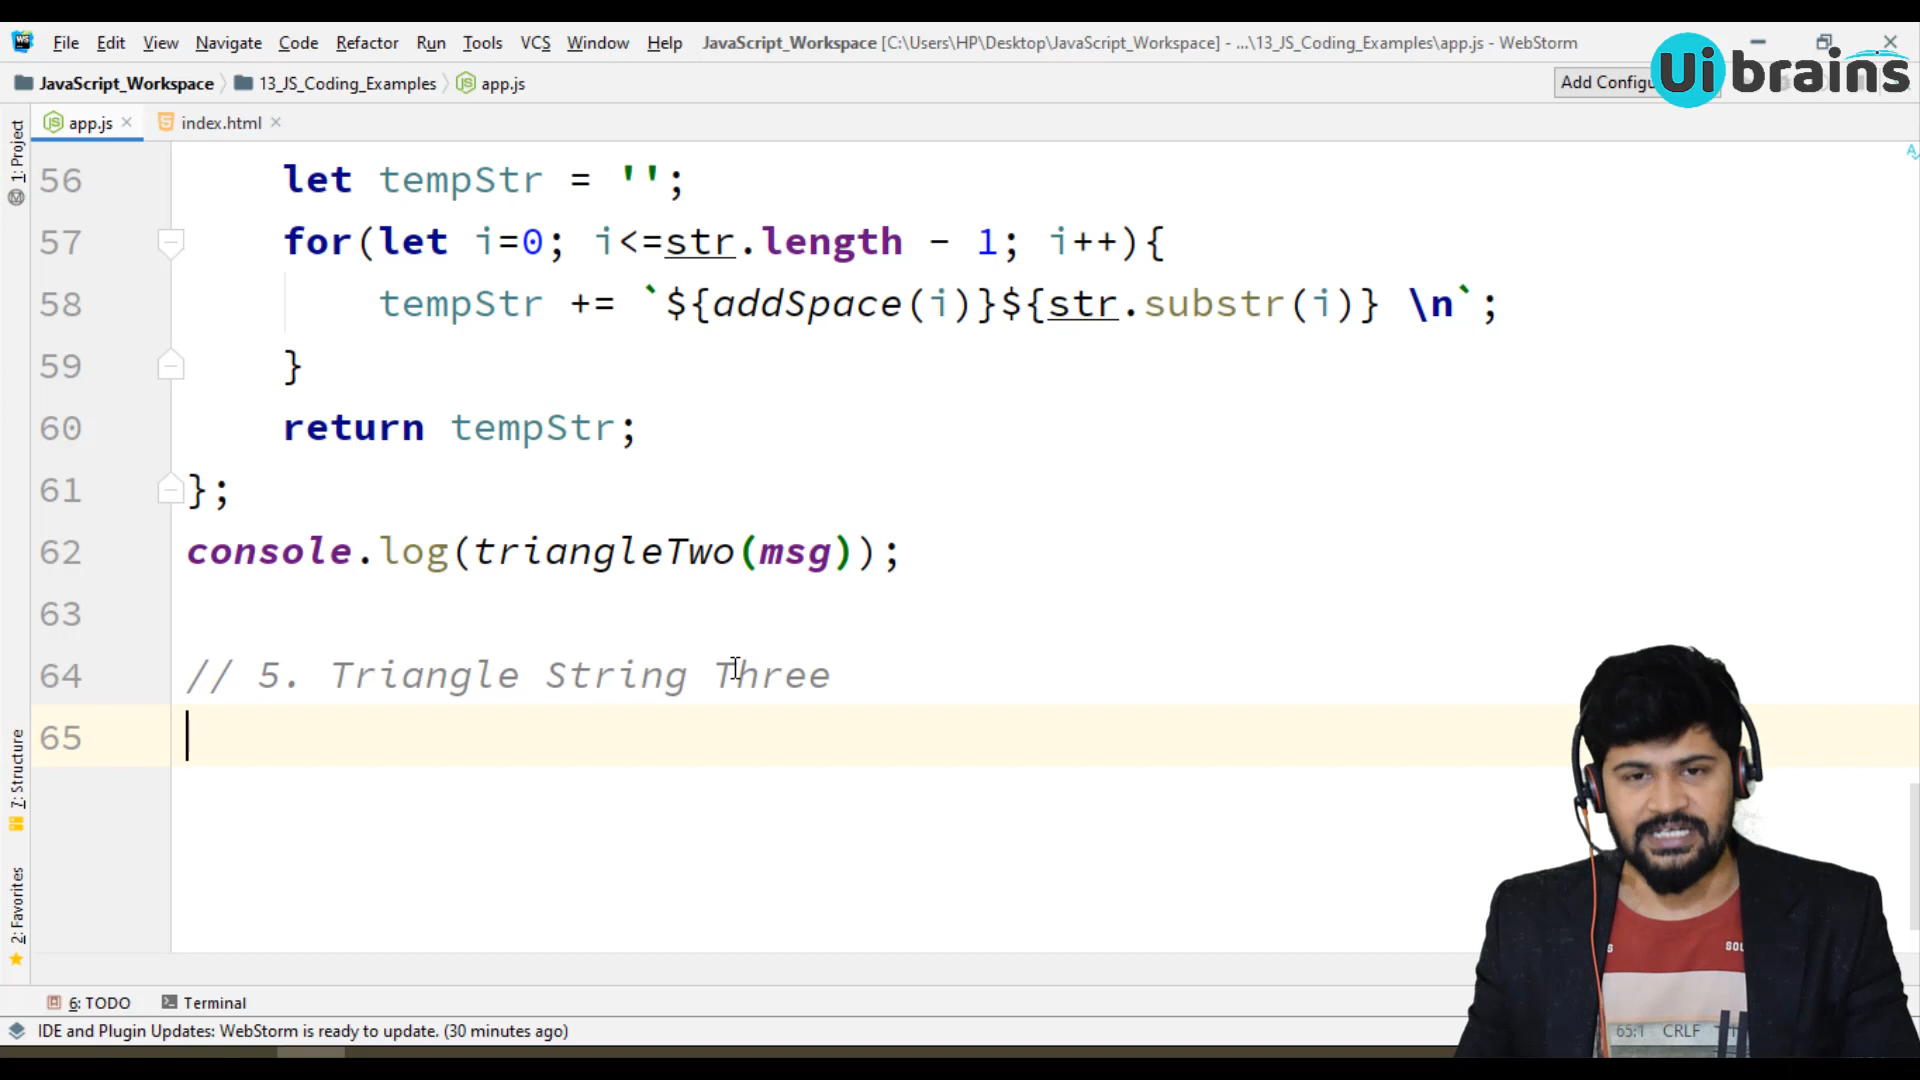 File Edit View Navigate Code Refactor Run Tools VCS Window Help JavaScript_Workspace [C:\Users\HP\Desktop\JavaScript_Workspace] - ...\13_JS_Coding_Examples\app.js - WebStorm
Ui brains
JavaScript_Workspace 13_JS_Coding_Examples app.js Add Configu
app.js index.html
1: Project
7: Structure
2: Favorites
56 let tempStr = '';
57 for(let i=0; i<=str.length - 1; i++){
58 tempStr += `${addSpace(i)}${str.substr(i)} \n`;
59 }
60 return tempStr;
61 };
62 console.log(triangleTwo(msg));
63
64 // 5. Triangle String Three
65
6: TODO Terminal
IDE and Plugin Updates: WebStorm is ready to update. (30 minutes ago) 65:1 CRLF